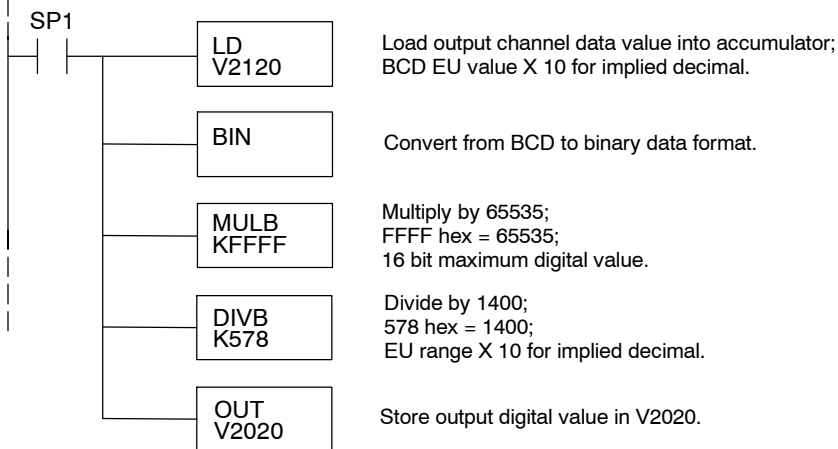 SP1
LD
V2120
Load output channel data value into accumulator;
BCD EU value X 10 for implied decimal.
BIN
Convert from BCD to binary data format.
MULB
KFFFF
Multiply by 65535;
FFFF hex = 65535;
16 bit maximum digital value.
DIVB
K578
Divide by 1400;
578 hex = 1400;
EU range X 10 for implied decimal.
OUT
V2020
Store output digital value in V2020.